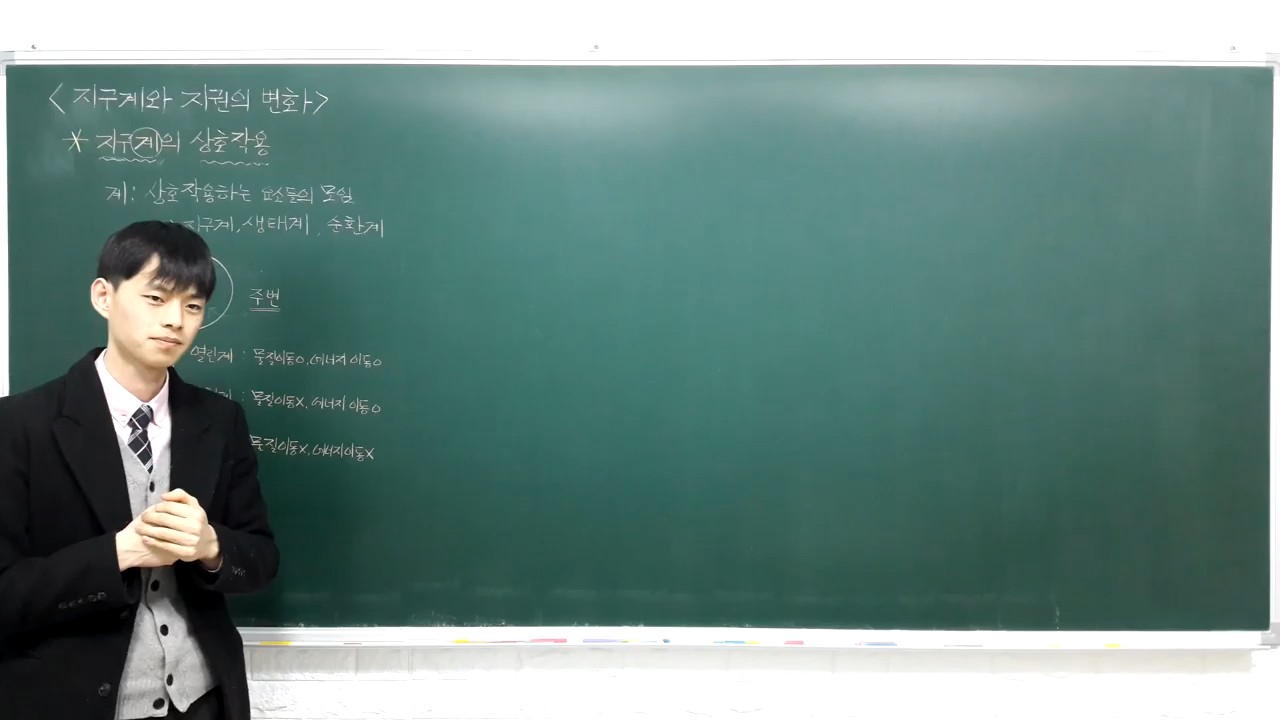 <지구계와 지권의 변화>
* 지구계의 상호작용
계: 상호작용하는 요소들의 모임
지구계, 생태계, 순환계
주변
열린계 : 물질이동o, 에너지 이동o
: 물질이동x, 에너지 이동o
물질이동x, 에너지이동x